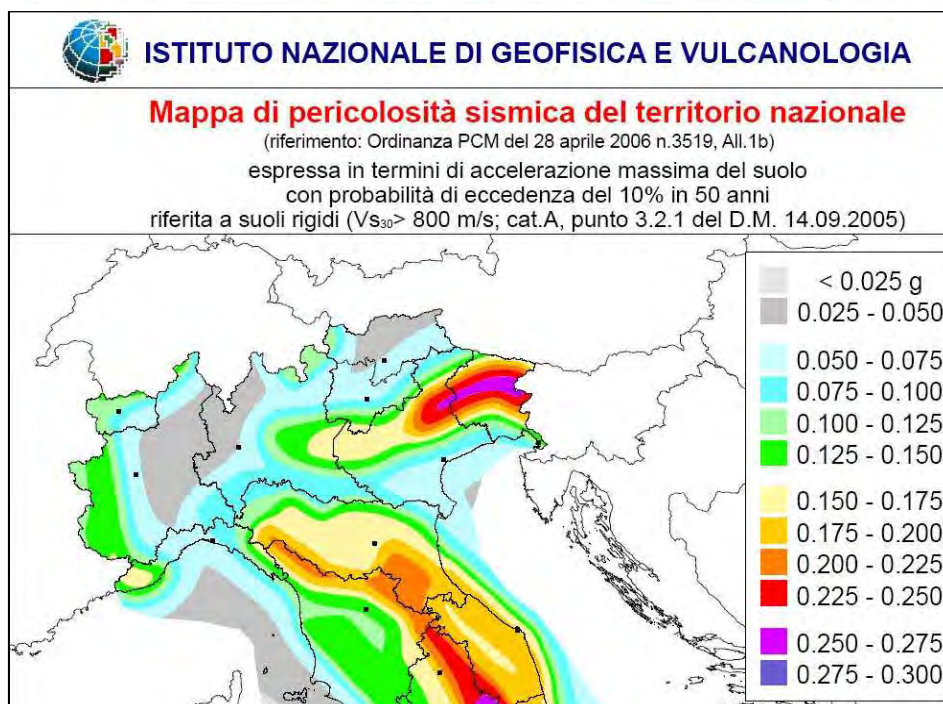 ISTITUTO NAZIONALE DI GEOFISICA E VULCANOLOGIA
Mappa di pericolosità sismica del territorio nazionale
(riferimento: Ordinanza PCM del 28 aprile 2006 n.3519, All.1b)
espressa in termini di accelerazione massima del suolo
con probabilità di eccedenza del 10% in 50 anni
riferita a suoli rigidi (Vs30> 800 m/s; cat.A, punto 3.2.1 del D.M. 14.09.2005)
< 0.025 g
0.025 - 0.050
0.050 - 0.075
0.075 - 0.100
0.100 - 0.125
0.125 - 0.150
0.150 - 0.175
0.175 - 0.200
0.200 - 0.225
0.225 - 0.250
0.250 - 0.275
0.275 - 0.300